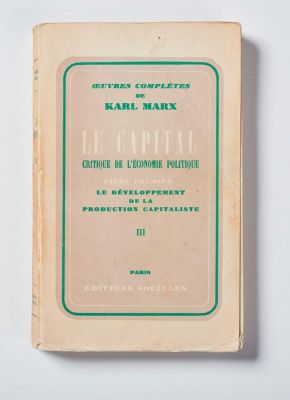 ŒUVRES COMPLÈTES
DE
KARL MARX
LE CAPITAL
CRITIQUE DE L'ÉCONOMIE POLITIQUE
LIVRE PREMIER
LE DÉVELOPPEMENT
DE LA
PRODUCTION CAPITALISTE
III
PARIS
ÉDITIONS SOCIALES